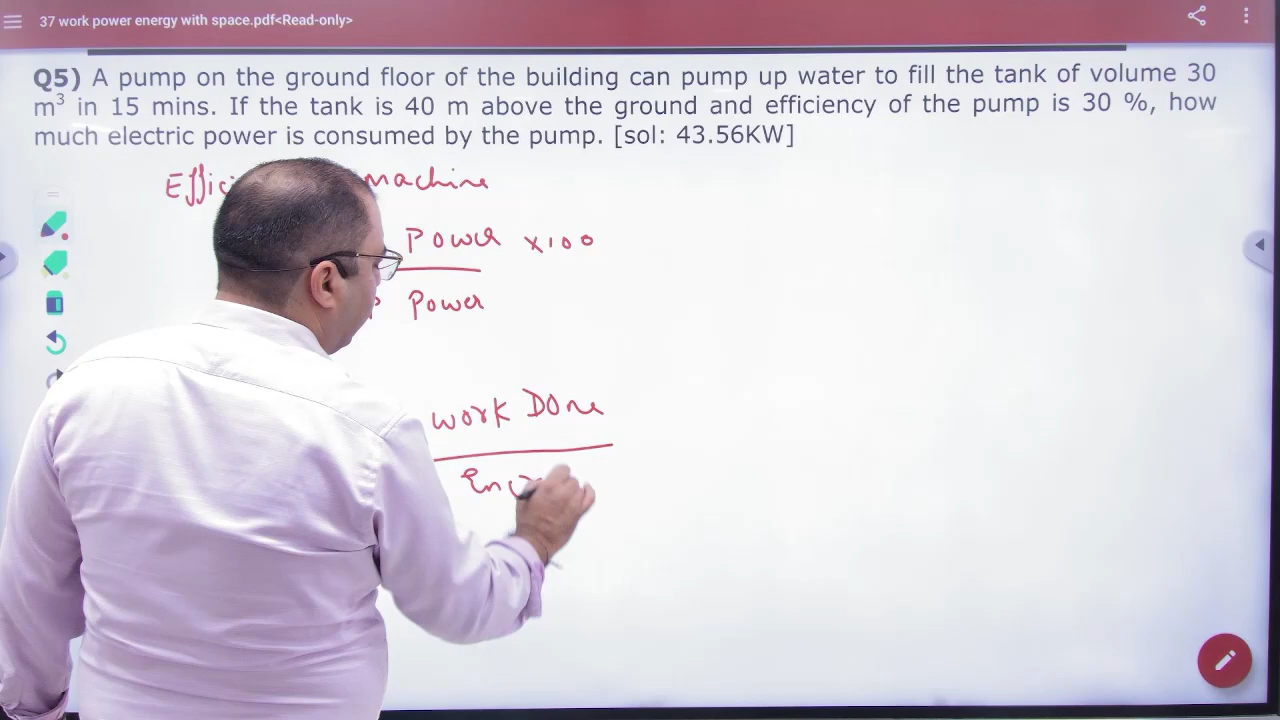 37 work power energy with space.pdf<Read-only>
Q5) A pump on the ground floor of the building can pump up water to fill the tank of volume 30
m³ in 15 mins. If the tank is 40 m above the ground and efficiency of the pump is 30 %, how
much electric power is consumed by the pump. [sol: 43.56KW]
machine
Power ×100
Power
work Done